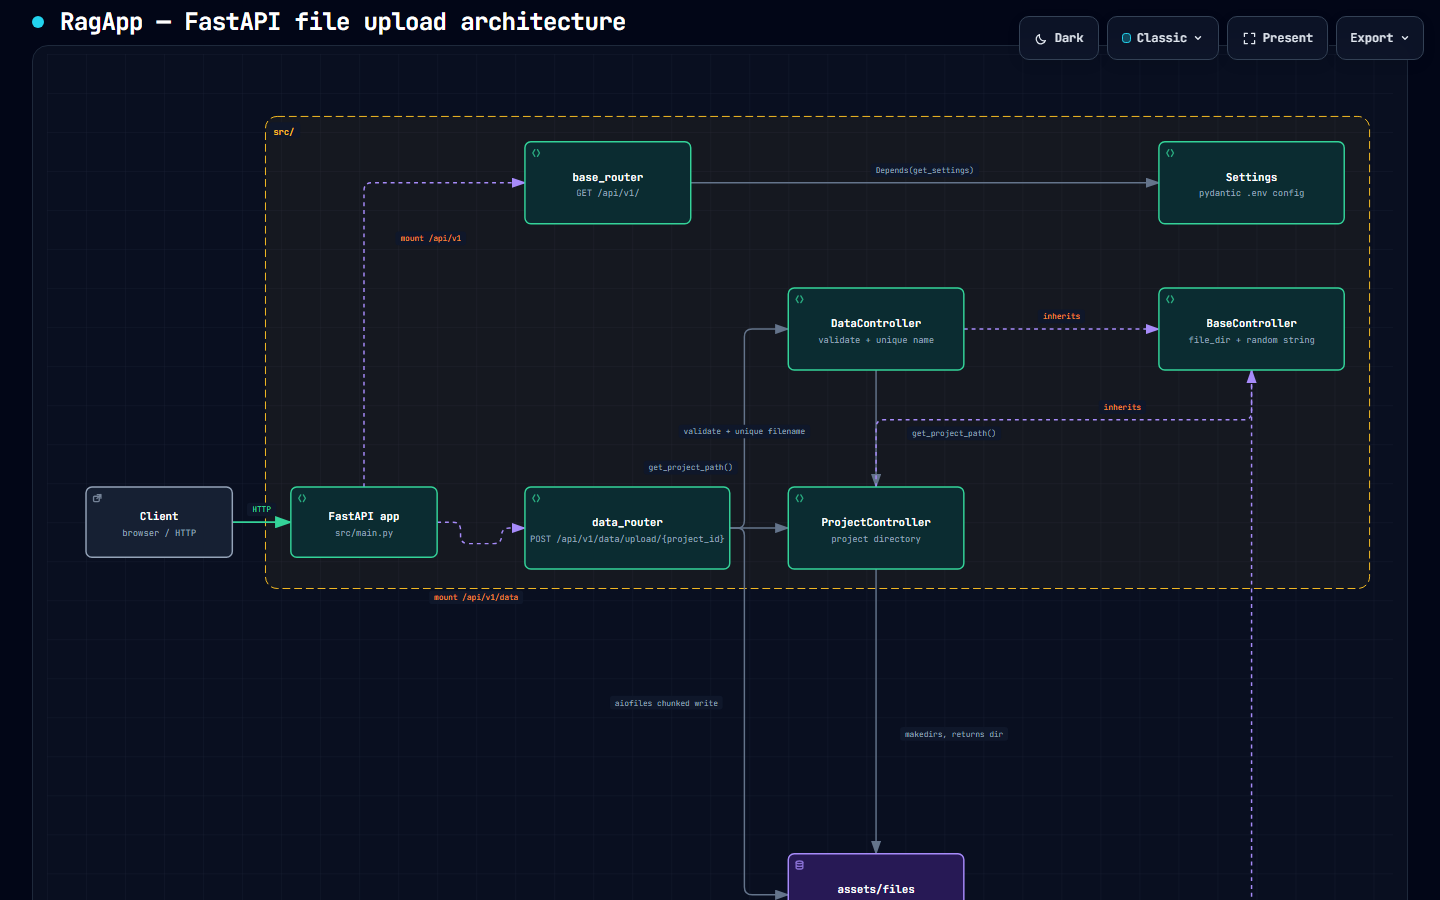 RagApp — FastAPI file upload architecture
Dark
Classic
Present
Export
src/
base_router
GET /api/v1/
Depends(get_settings)
Settings
pydantic .env config
mount /api/v1
DataController
validate + unique name
inherits
BaseController
file_dir + random string
inherits
validate + unique filename
get_project_path()
get_project_path()
Client
browser / HTTP
HTTP
FastAPI app
src/main.py
data_router
POST /api/v1/data/upload/{project_id}
ProjectController
project directory
mount /api/v1/data
aiofiles chunked write
makedirs, returns dir
assets/files